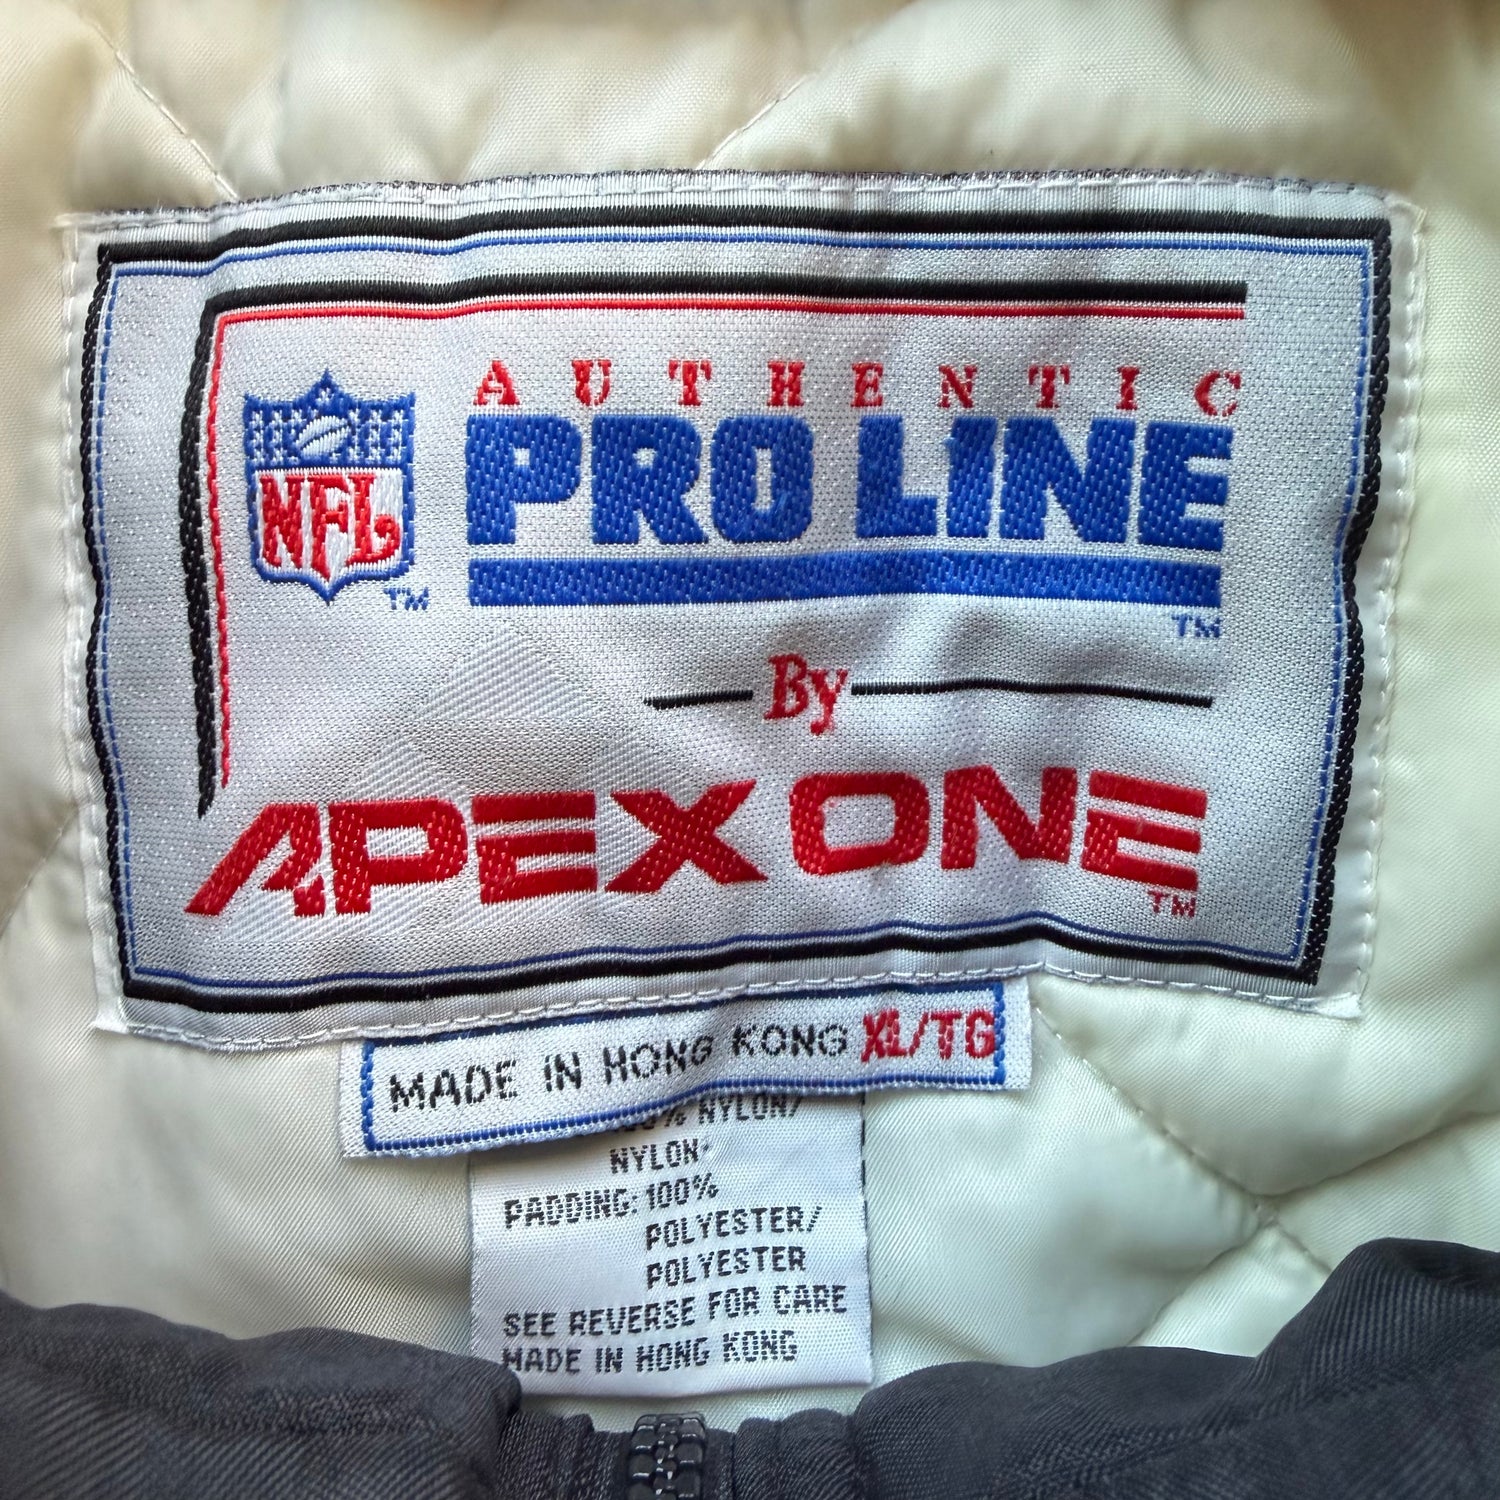 AUTHENTIC
NFL PRO LINE
TM TM
By
APEX ONE
TM
MADE IN HONG KONG XL/TG
NYLON/
NYLON
PADDING: 100%
POLYESTER/
POLYESTER
SEE REVERSE FOR CARE
MADE IN HONG KONG